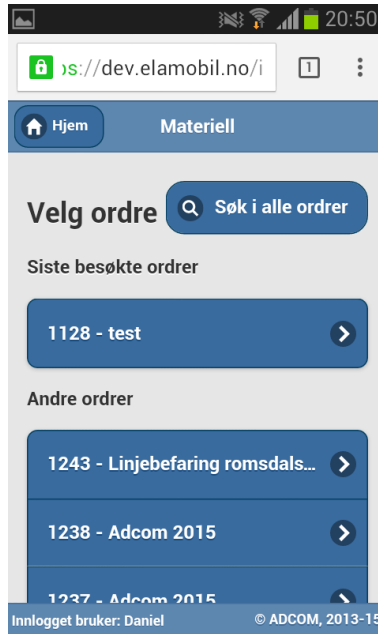 20:50
os://dev.elamobil.no/i
1
Hjem
Materiell
Velg ordre
Søk i alle ordrer
Siste besøkte ordrer
1128 - test
Andre ordrer
1243 - Linjebefaring romsdals...
1238 - Adcom 2015
1237 - Adcom 2015
Innlogget bruker: Daniel
© ADCOM, 2013-15